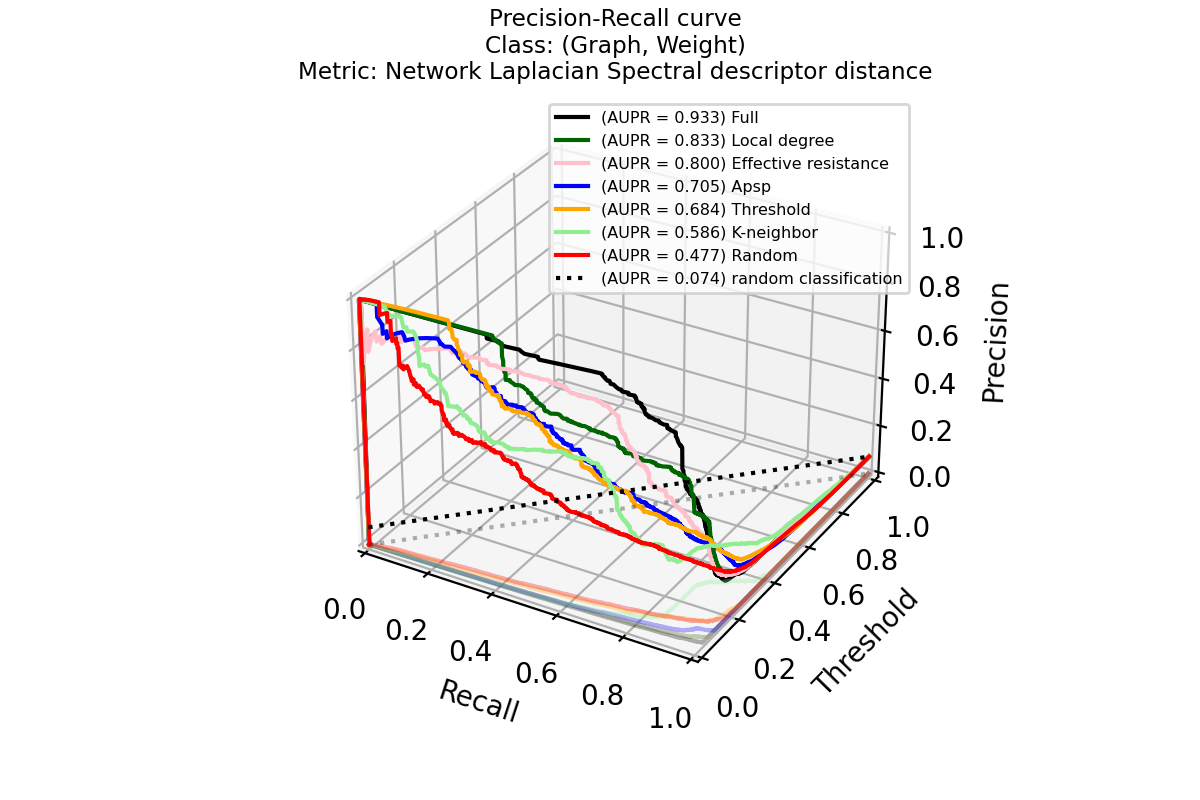 Precision-Recall curve
Class: (Graph, Weight)
Metric: Network Laplacian Spectral descriptor distance
(AUPR = 0.933) Full
(AUPR = 0.833) Local degree
(AUPR = 0.800) Effective resistance
(AUPR = 0.705) Apsp
(AUPR = 0.684) Threshold
(AUPR = 0.586) K-neighbor
(AUPR = 0.477) Random
(AUPR = 0.074) random classification
1.0
0.8
0.6
0.4
0.2
0.0
Precision
1.0
0.8
0.6
0.4
0.2
0.0
Threshold
0.0
0.2
0.4
0.6
0.8
1.0
Recall